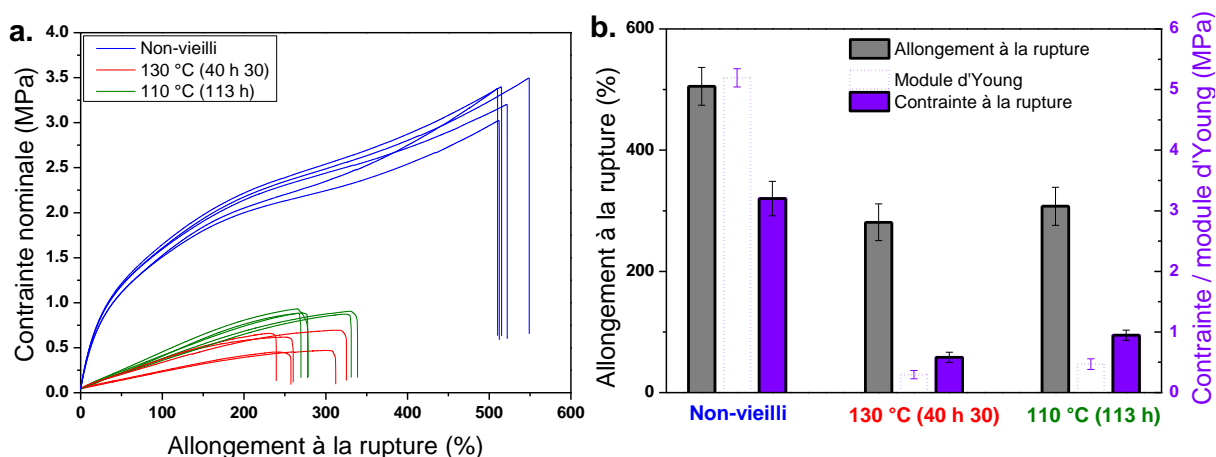 a.
4.0
3.5
3.0
2.5
2.0
1.5
1.0
0.5
0.0
Contrainte nominale (MPa)
Non-vieilli
130 °C (40 h 30)
110 °C (113 h)
0 100 200 300 400 500 600
Allongement à la rupture (%)
b.
600
400
200
0
Allongement à la rupture (%)
Allongement à la rupture
Module d'Young
Contrainte à la rupture
6
5
4
3
2
1
0
Contrainte / module d'Young (MPa)
Non-vieilli 130 °C (40 h 30) 110 °C (113 h)